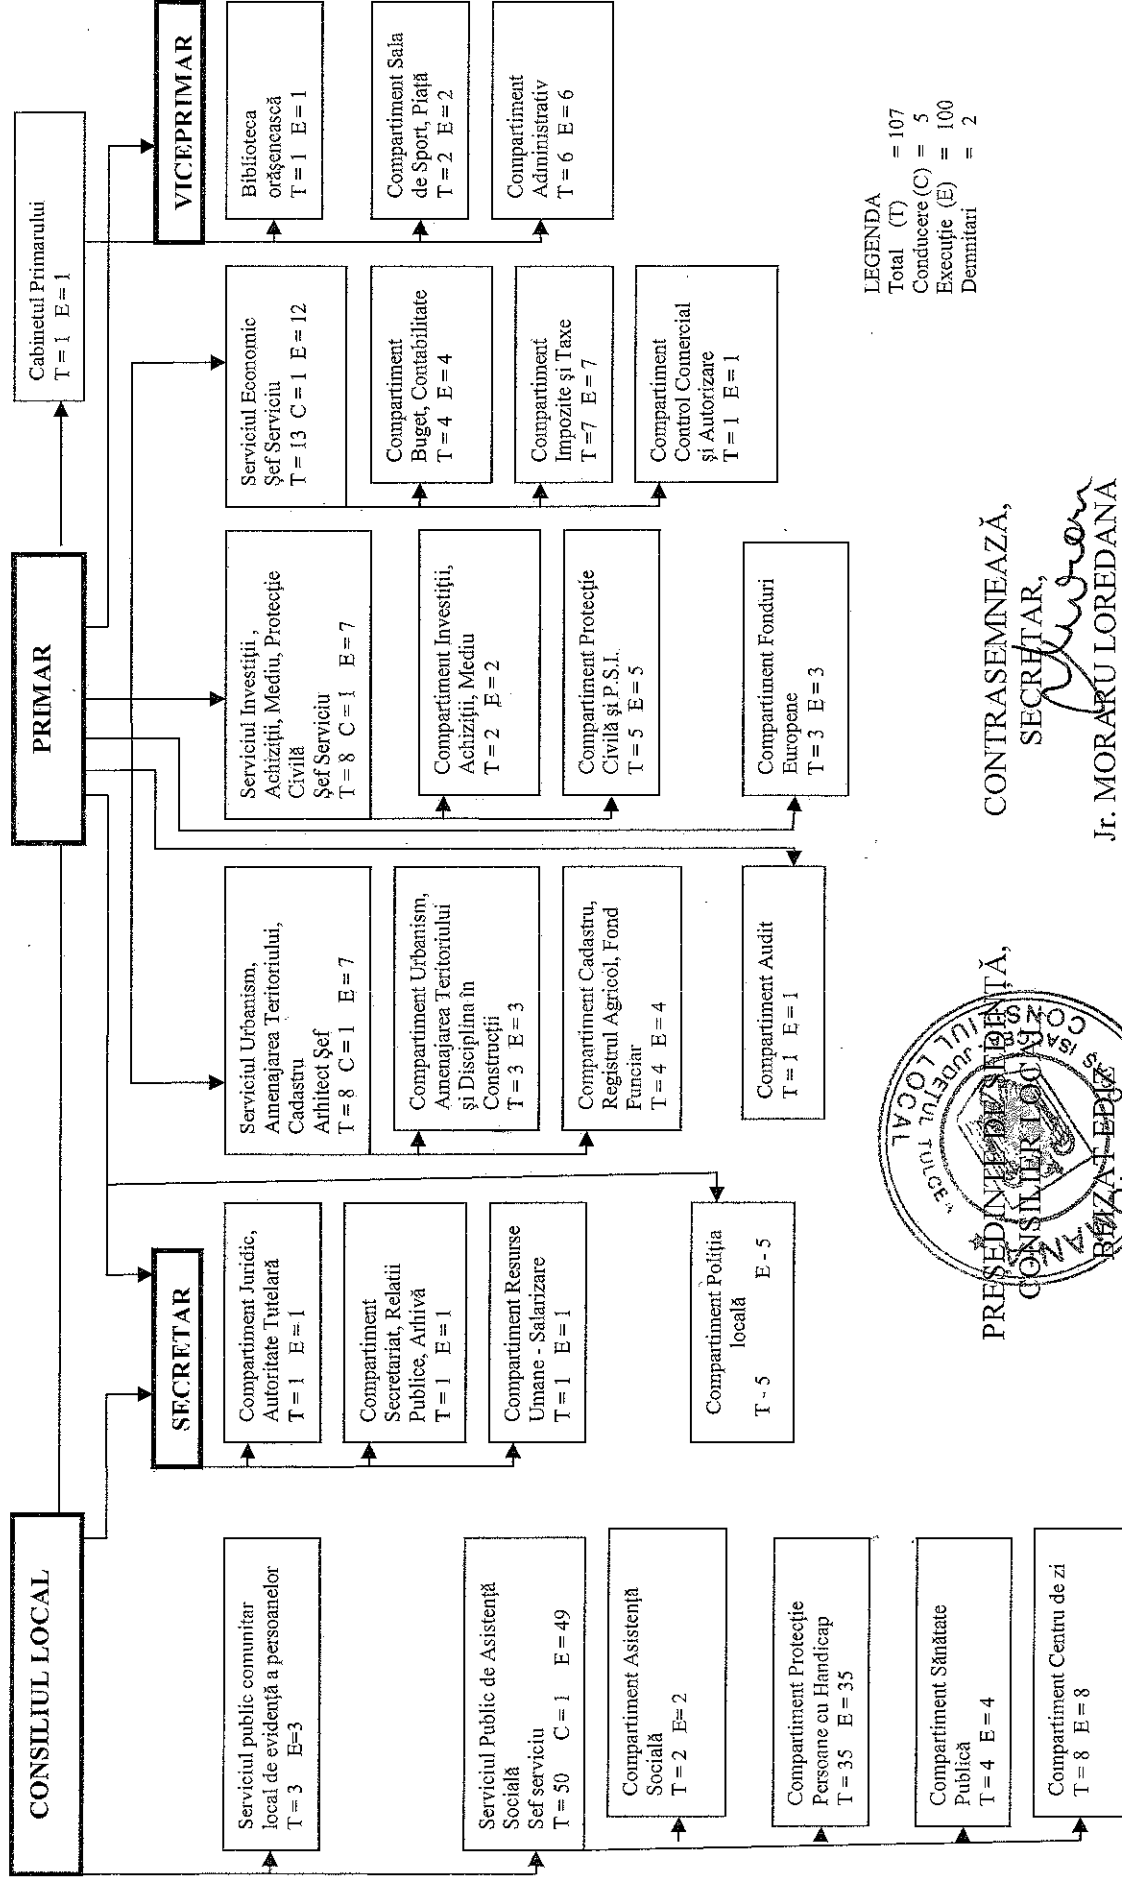 CONSILIUL LOCAL
PRIMAR
Cabinetul Primarului
T = 1 E = 1
SECRETAR
VICEPRIMAR
Serviciul public comunitar
local de evidență a persoanelor
T = 3 E=3
Serviciul Public de Asistență
Socială
Sef serviciu
T = 50 C = 1 E = 49
Compartiment Asistență
Socială
T = 2 E= 2
Compartiment Protecție
Persoane cu Handicap
T = 35 E = 35
Compartiment Sănătate
Publică
T = 4 E = 4
Compartiment Centru de zi
T = 8 E = 8
Compartiment Juridic,
Autoritate Tutelară
T = 1 E = 1
Compartiment
Secretariat, Relatii
Publice, Arhivă
T = 1 E = 1
Compartiment Resurse
Umane - Salarizare
T = 1 E = 1
Compartiment Poliția
locală
T - 5 E - 5
Serviciul Urbanism,
Amenajarea Teritoriului,
Cadastru
Arhitect Șef
T = 8 C = 1 E = 7
Compartiment Urbanism,
Amenajarea Teritoriului
și Disciplina în
Construcții
T = 3 E = 3
Compartiment Cadastru,
Registrul Agricol, Fond
Funciar
T = 4 E = 4
Compartiment Audit
T = 1 E = 1
Serviciul Investiții ,
Achiziții, Mediu, Protecție
Civilă
Șef Serviciu
T = 8 C = 1 E = 7
Compartiment Investiții,
Achiziții, Mediu
T = 2 E = 2
Compartiment Protecție
Civilă și P.S.I.
T = 5 E = 5
Compartiment Fonduri
Europene
T = 3 E = 3
Serviciul Economic
Șef Serviciu
T = 13 C = 1 E = 12
Compartiment
Buget, Contabilitate
T = 4 E = 4
Compartiment
Impozite și Taxe
T =7 E = 7
Compartiment
Control Comercial
și Autorizare
T = 1 E = 1
Biblioteca
orășenească
T = 1 E = 1
Compartiment Sala
de Sport, Piață
T = 2 E = 2
Compartiment
Administrativ
T = 6 E = 6
LEGENDA
Total (T) = 107
Conducere (C) = 5
Execuție (E) = 100
Demnitari = 2
PREȘEDINTE DE ȘEDINȚĂ,
CONSILIER LOCAL
BEIZAT EDIZ
CONSILIUL LOCAL
JUDEȚUL TULCEA
CONTRASEMNEAZĂ,
SECRETAR,
Jr. MORARU LOREDANA